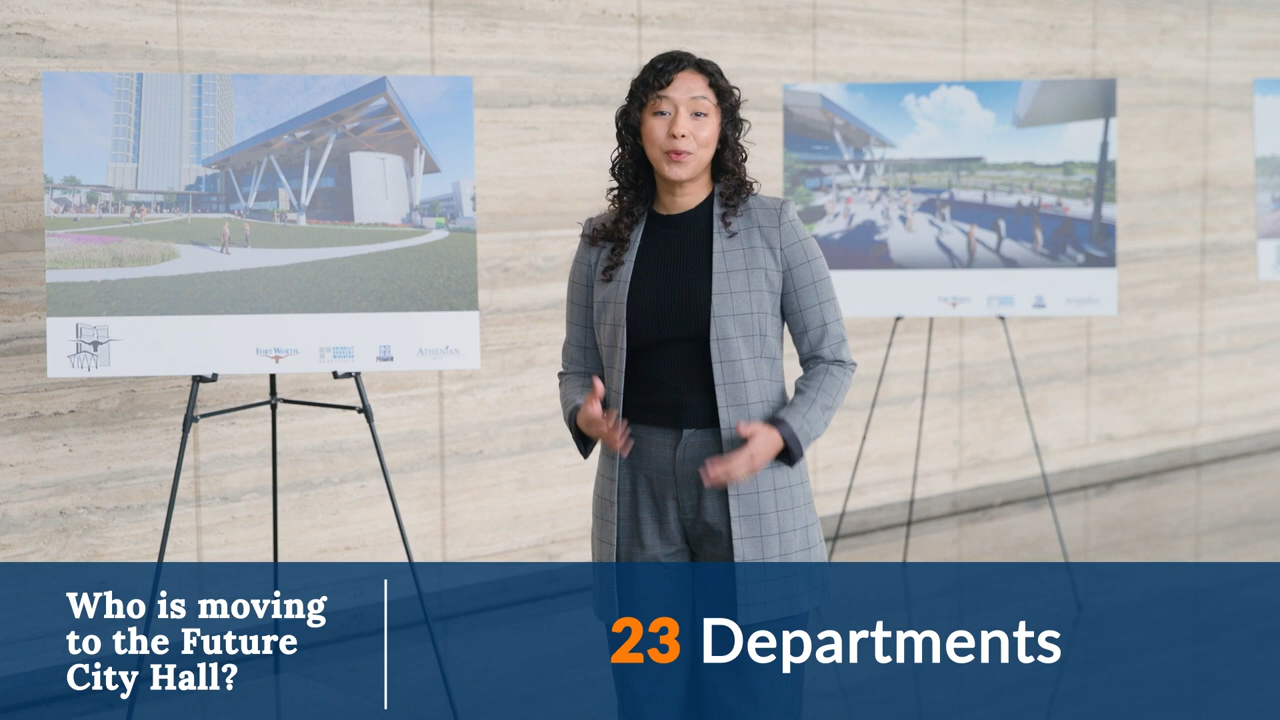 FORT WORTH
ATHENIAN
Who is moving
to the Future
City Hall?
23 Departments